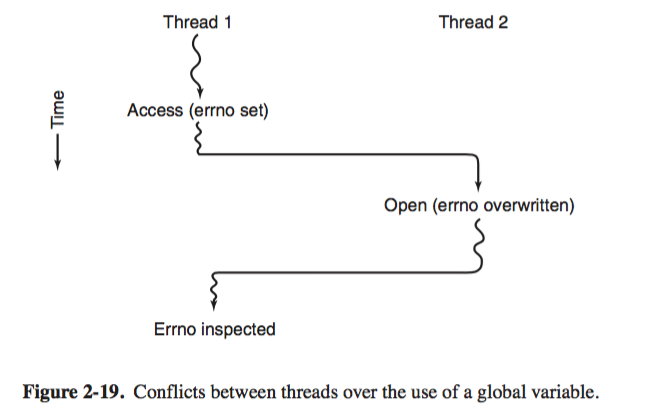 Thread 1
Thread 2
Time
Access (errno set)
Open (errno overwritten)
Errno inspected
Figure 2-19. Conflicts between threads over the use of a global variable.